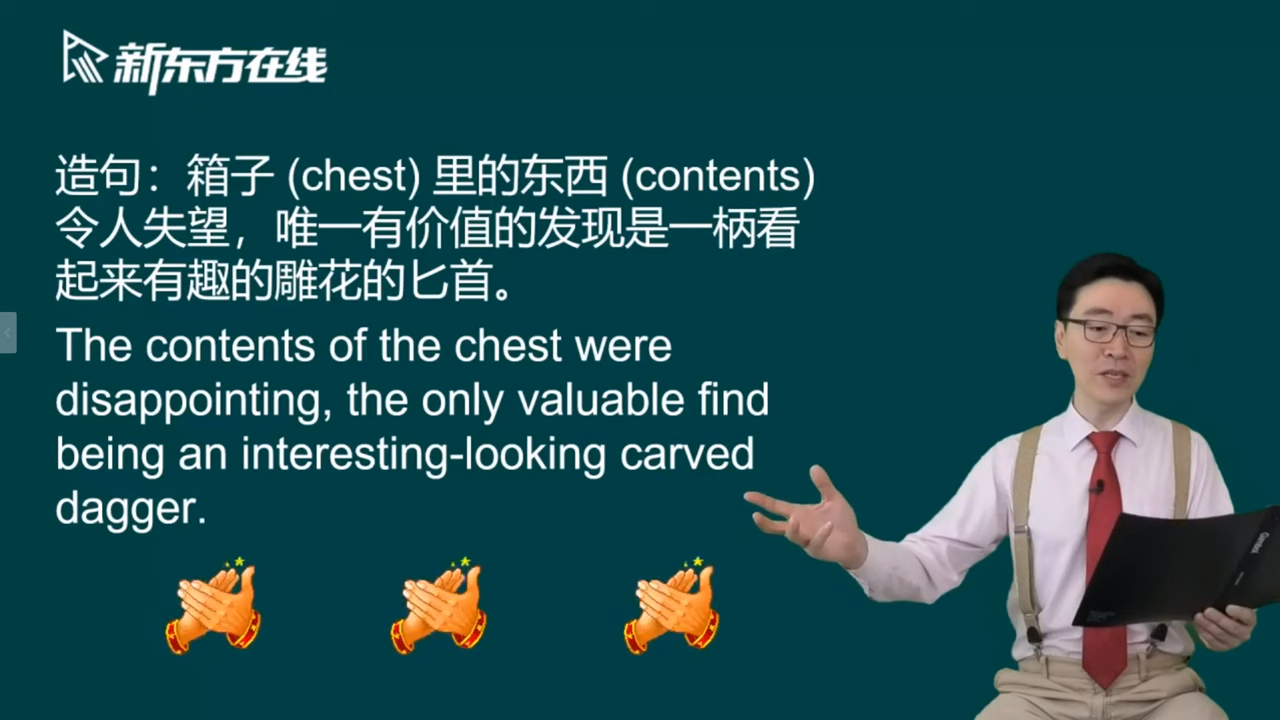 新东方在线
造句：箱子 (chest) 里的东西 (contents)
令人失望，唯一有价值的发现是一柄看
起来有趣的雕花的匕首。
The contents of the chest were
disappointing, the only valuable find
being an interesting-looking carved
dagger.